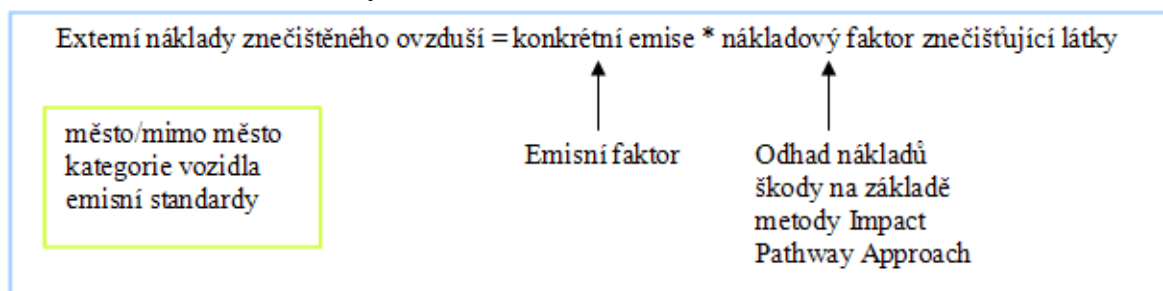 Externí náklady znečištěného ovzduší = konkrétní emise * nákladový faktor znečišťující látky
město/mimo město
kategorie vozidla
emisní standardy
Emisní faktor
Odhad nákladů
škody na základě
metody Impact
Pathway Approach